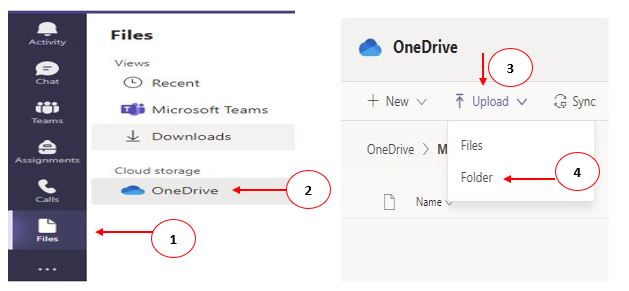 Activity
Chat
Teams
Assignments
Calls
Files
...
Files
Views
Recent
Microsoft Teams
Downloads
Cloud storage
OneDrive
1
2
OneDrive
3
New
Upload
Sync
OneDrive > M
Files
Folder
4
Name